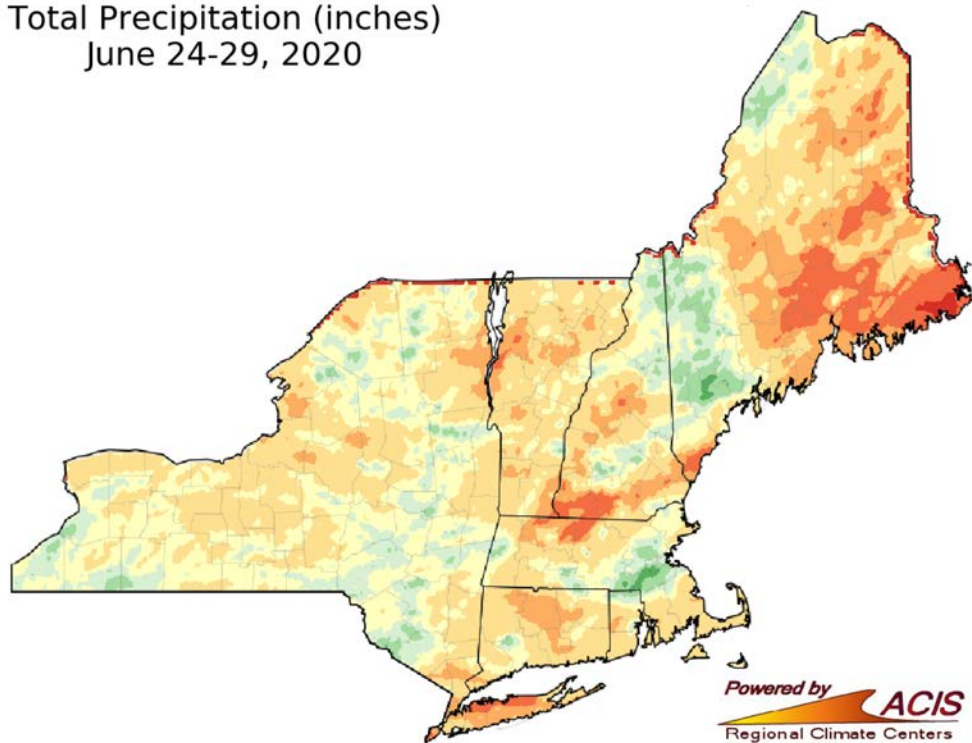 Total Precipitation (inches)
June 24-29, 2020
Powered by
ACIS
Regional Climate Centers